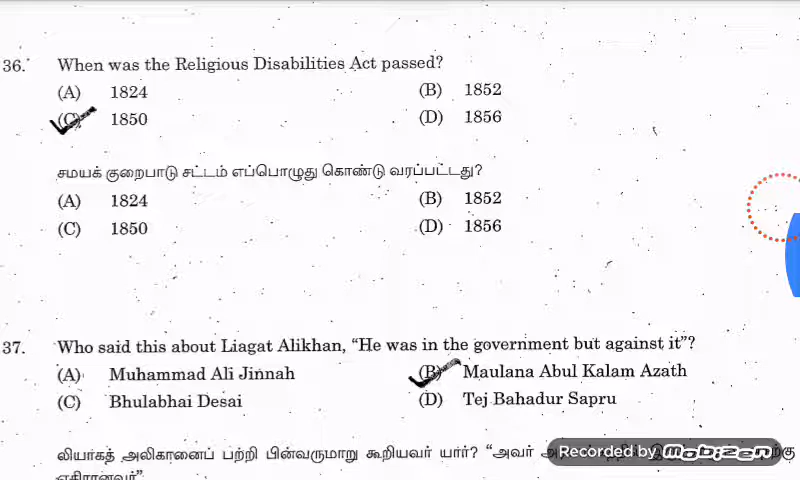 36. When was the Religious Disabilities Act passed?
(A) 1824 (B) 1852
(C) 1850 (D) 1856
சமயக் குறைபாடு சட்டம் எப்பொழுது கொண்டு வரப்பட்டது?
(A) 1824 (B) 1852
(C) 1850 (D) 1856
37. Who said this about Liagat Alikhan, “He was in the government but against it”?
(A) Muhammad Ali Jinnah (B) Maulana Abul Kalam Azath
(C) Bhulabhai Desai (D) Tej Bahadur Sapru
லியாகத் அலிகானைப் பற்றி பின்வருமாறு கூறியவர் யார்? “அவர்
Recorded by Mobizen
எதிரானவர்”